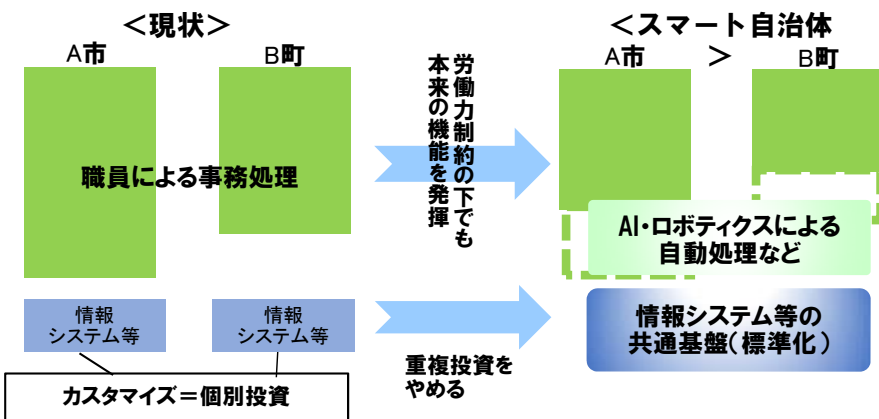 <現状>
A市
B町
職員による事務処理
情報
システム等
情報
システム等
カスタマイズ=個別投資
労働力制約の下でも
本来の機能を発揮
重複投資を
やめる
<スマート自治体
>
A市
B町
AI・ロボティクスによる
自動処理など
情報システム等の
共通基盤(標準化)